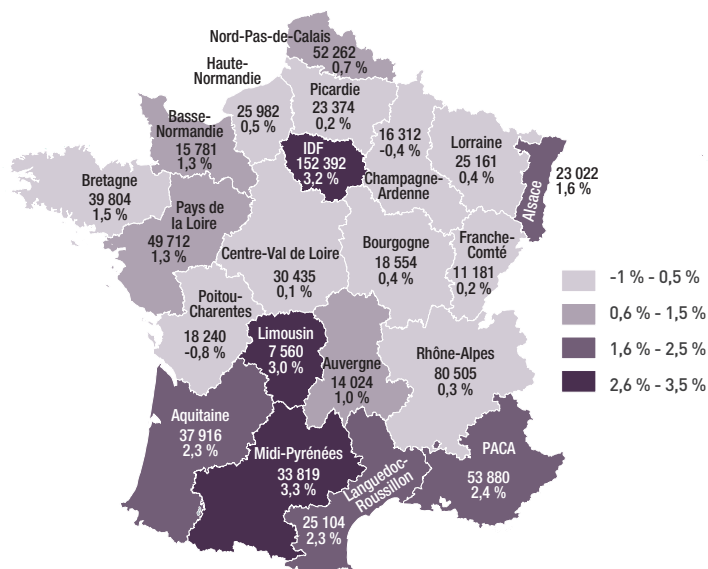 Nord-Pas-de-Calais
52 262
0,7 %
Haute-
Normandie
25 982
0,5 %
Picardie
23 374
0,2 %
Basse-
Normandie
15 781
1,3 %
IDF
152 392
3,2 %
16 312
-0,4 %
Champagne-
Ardenne
Lorraine
25 161
0,4 %
Alsace
23 022
1,6 %
Bretagne
39 804
1,5 %
Pays de
la Loire
49 712
1,3 %
Centre-Val de Loire
30 435
0,1 %
Bourgogne
18 554
0,4 %
Franche-
Comté
11 181
0,2 %
Poitou-
Charentes
18 240
-0,8 %
Limousin
7 560
3,0 %
Auvergne
14 024
1,0 %
Rhône-Alpes
80 505
0,3 %
Aquitaine
37 916
2,3 %
Midi-Pyrénées
33 819
3,3 %
Languedoc-
Roussillon
25 104
2,3 %
PACA
53 880
2,4 %
-1 % - 0,5 %
0,6 % - 1,5 %
1,6 % - 2,5 %
2,6 % - 3,5 %